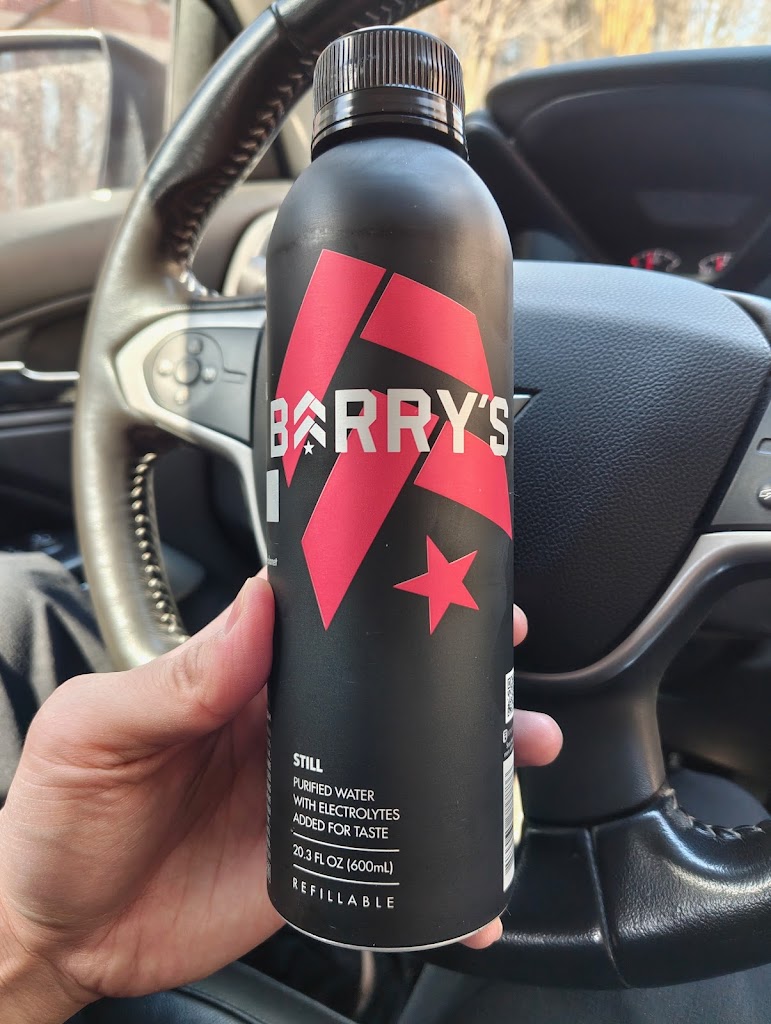 BARRY'S
STILL
PURIFIED WATER
WITH ELECTROLYTES
ADDED FOR TASTE
20.3 FL OZ (600mL)
REFILLABLE